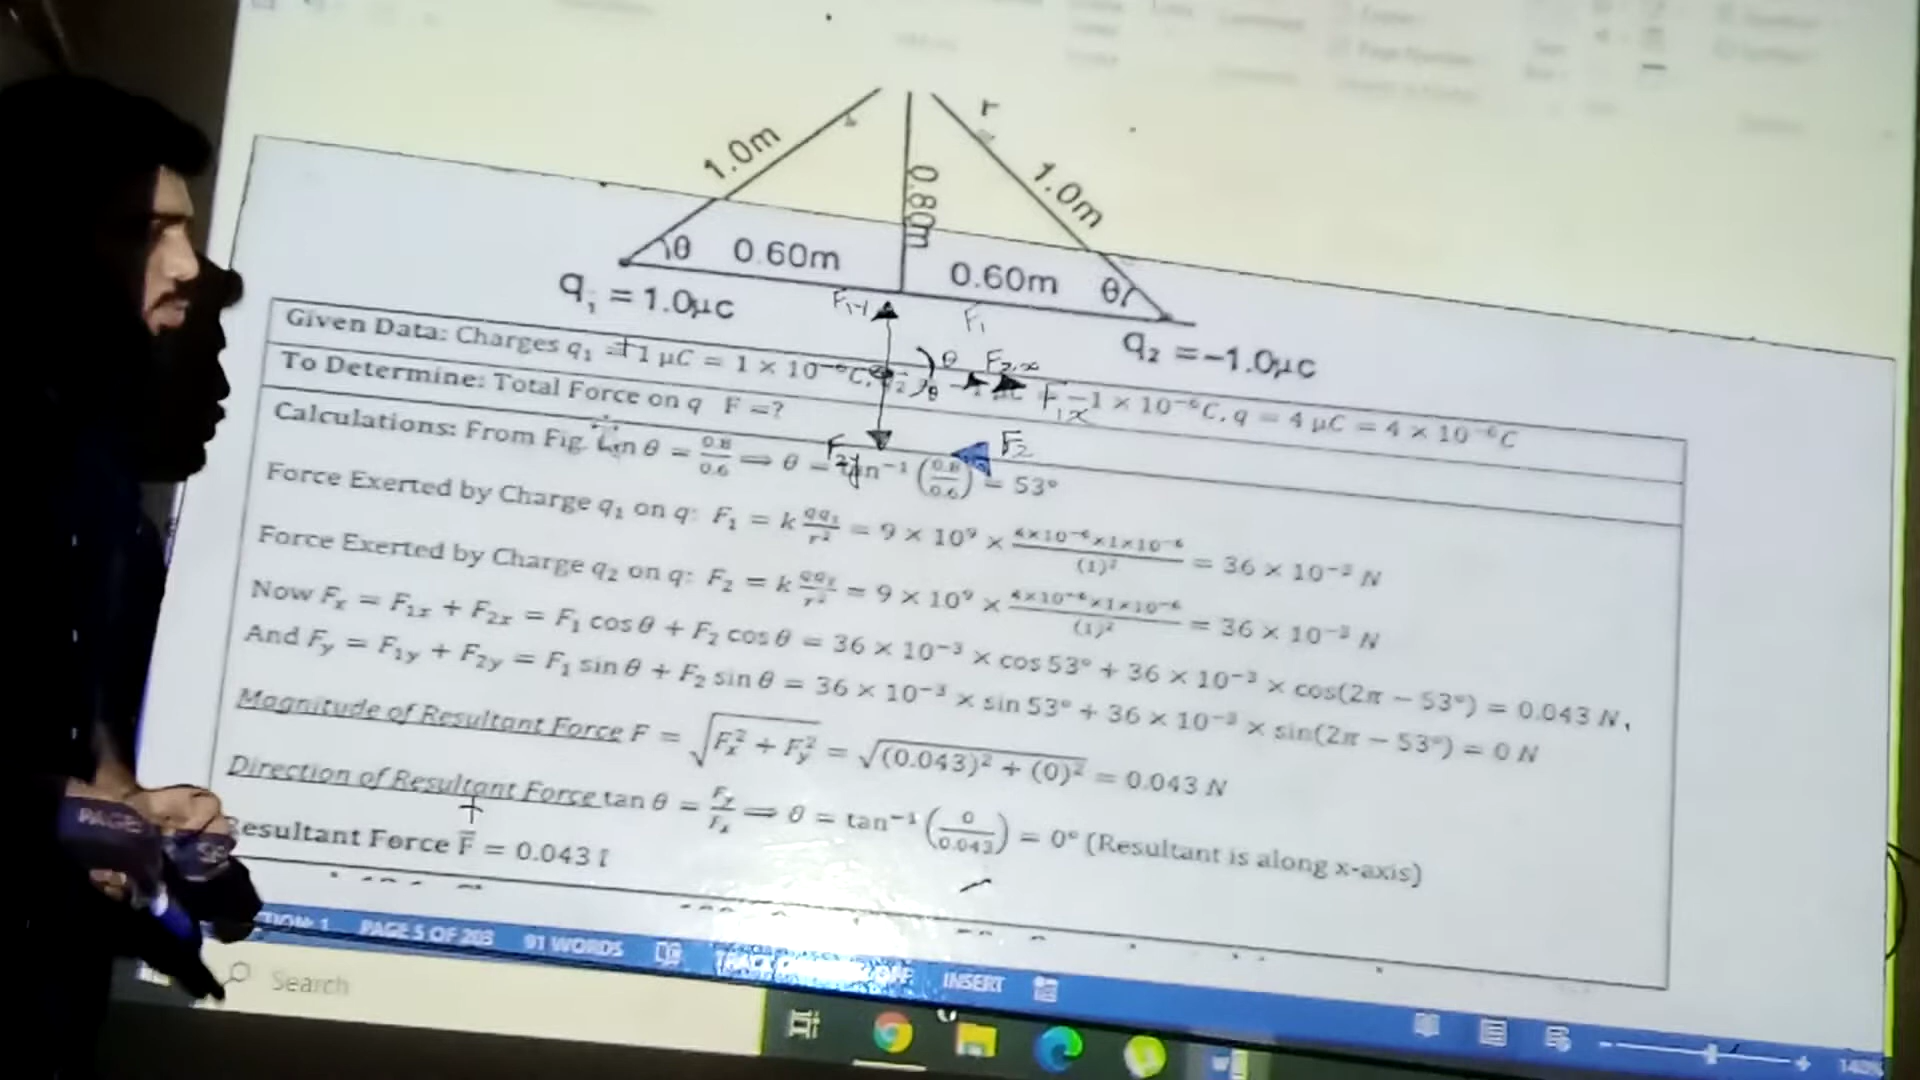 r
1.0m
1.0m
0.80m
θ 0.60m
0.60m θ
q₁ = 1.0μc
q₂ = -1.0μc
F₁
θ F₂ₓ
F₁ₓ
F₂
F₂y
Given Data: Charges q₁ = 1 μC = 1 × 10⁻⁶C, = −1 × 10⁻⁶C, q = 4 μC = 4 × 10⁻⁶C
To Determine: Total Force on q F =?
Calculations: From Fig. θ = 0.8/0.6 ⟹ θ = tan⁻¹(0.8/0.6) = 53°
Force Exerted by Charge q₁ on q: F₁ = k qq₁/r² = 9 × 10⁹ × 4×10⁻⁶×1×10⁻⁶/(1)² = 36 × 10⁻³ N
Force Exerted by Charge q₂ on q: F₂ = k qq₂/r² = 9 × 10⁹ × 4×10⁻⁶×1×10⁻⁶/(1)² = 36 × 10⁻³ N
Now Fₓ = F₁ₓ + F₂ₓ = F₁ cos θ + F₂ cos θ = 36 × 10⁻³ × cos 53° + 36 × 10⁻³ × cos(2π − 53°) = 0.043 N,
And Fy = F₁y + F₂y = F₁ sin θ + F₂ sin θ = 36 × 10⁻³ × sin 53° + 36 × 10⁻³ × sin(2π − 53°) = 0 N
Magnitude of Resultant Force F = √(Fₓ² + Fy²) = √((0.043)² + (0)²) = 0.043 N
Direction of Resultant Force tan θ = Fy/Fₓ ⟹ θ = tan⁻¹(0/0.043) = 0° (Resultant is along x-axis)
Resultant Force F = 0.043 î
PAGE 5 OF 203 91 WORDS INSERT
Search